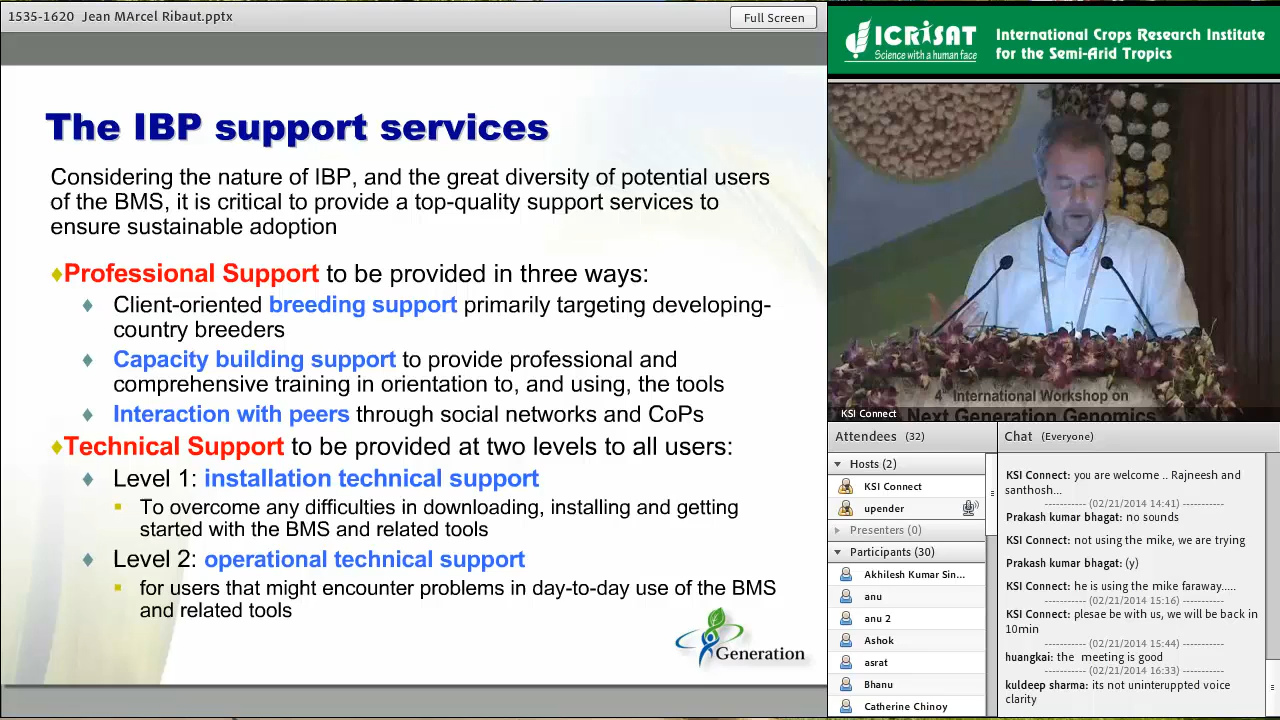 1535-1620 Jean MArcel Ribaut.pptx
Full Screen
The IBP support services
Considering the nature of IBP, and the great diversity of potential users
of the BMS, it is critical to provide a top-quality support services to
ensure sustainable adoption
Professional Support to be provided in three ways:
Client-oriented breeding support primarily targeting developing-
country breeders
Capacity building support to provide professional and
comprehensive training in orientation to, and using, the tools
Interaction with peers through social networks and CoPs
Technical Support to be provided at two levels to all users:
Level 1: installation technical support
To overcome any difficulties in downloading, installing and getting
started with the BMS and related tools
Level 2: operational technical support
for users that might encounter problems in day-to-day use of the BMS
and related tools
Generation
ICRISAT
Science with a human face
International Crops Research Institute
for the Semi-Arid Tropics
4th International Workshop on
Next Generation Genomics
KSI Connect
Attendees (32)
Hosts (2)
KSI Connect
upender
Presenters (0)
Participants (30)
Akhilesh Kumar Sin...
anu
anu 2
Ashok
asrat
Bhanu
Catherine Chinoy
Chat (Everyone)
KSI Connect: you are welcome .. Rajneesh and
santhosh...
----------- (02/21/2014 14:41) -----------
Prakash kumar bhagat: no sounds
KSI Connect: not using the mike, we are trying
Prakash kumar bhagat: (y)
KSI Connect: he is using the mike faraway.....
----------- (02/21/2014 15:16) -----------
KSI Connect: plesae be with us, we will be back in
10min
----------- (02/21/2014 15:44) -----------
huangkai: the meeting is good
----------- (02/21/2014 16:33) -----------
kuldeep sharma: its not uninteruppted voice
clarity